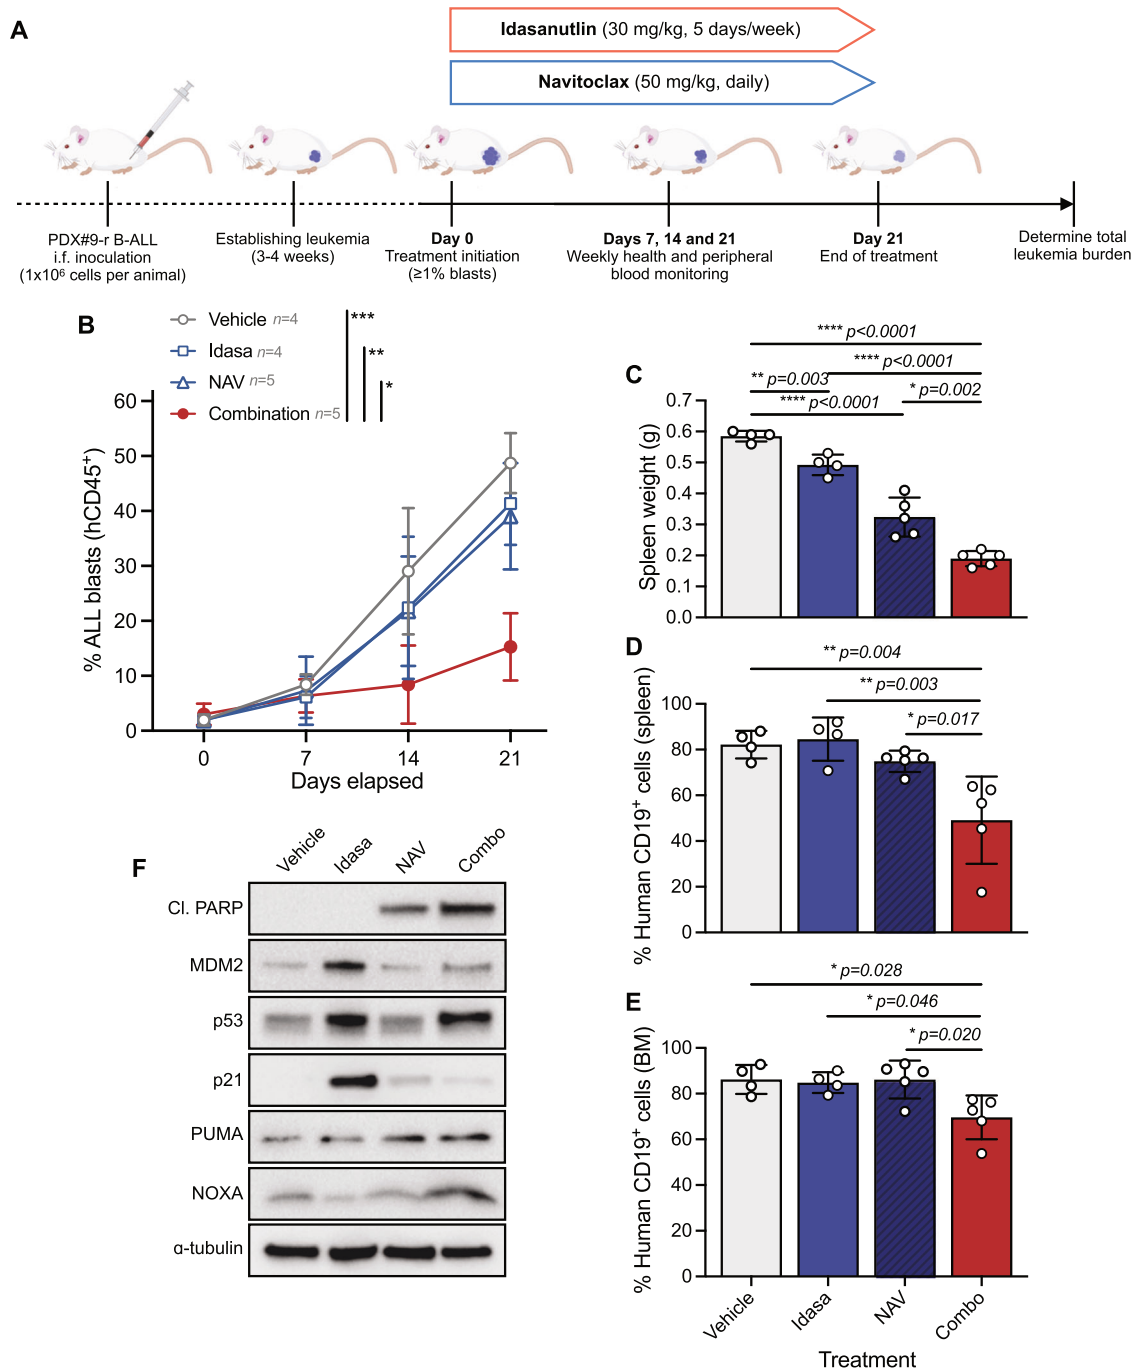 A
Idasanutlin (30 mg/kg, 5 days/week)
Navitoclax (50 mg/kg, daily)
PDX#9-r B-ALL
i.f. inoculation
(1x10⁶ cells per animal)
Establishing leukemia
(3-4 weeks)
Day 0
Treatment initiation
(≥1% blasts)
Days 7, 14 and 21
Weekly health and peripheral
blood monitoring
Day 21
End of treatment
Determine total
leukemia burden
B
Vehicle n=4
Idasa n=4
NAV n=5
Combination n=5
***
**
*
% ALL blasts (hCD45⁺)
60
50
40
30
20
10
0
0
7
14
21
Days elapsed
C
**** p<0.0001
**** p<0.0001
** p=0.003
* p=0.002
**** p<0.0001
Spleen weight (g)
0.7
0.6
0.5
0.4
0.3
0.2
0.1
0.0
D
** p=0.004
** p=0.003
* p=0.017
% Human CD19⁺ cells (spleen)
100
80
60
40
20
0
E
* p=0.028
* p=0.046
* p=0.020
% Human CD19⁺ cells (BM)
100
80
60
40
20
0
Vehicle
Idasa
NAV
Combo
Treatment
F
Vehicle
Idasa
NAV
Combo
Cl. PARP
MDM2
p53
p21
PUMA
NOXA
α-tubulin